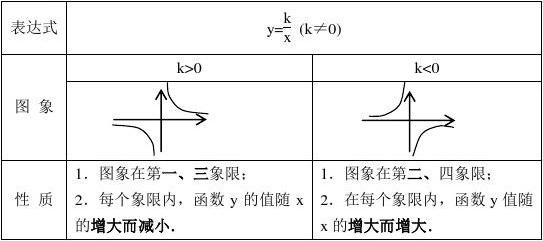 表达式
y=k/x (k≠0)
k>0
k<0
图 象
性 质
1．图象在第一、三象限；
2．每个象限内，函数 y 的值随 x
的增大而减小．
1．图象在第二、四象限；
2．在每个象限内，函数 y 值随
x 的增大而增大．